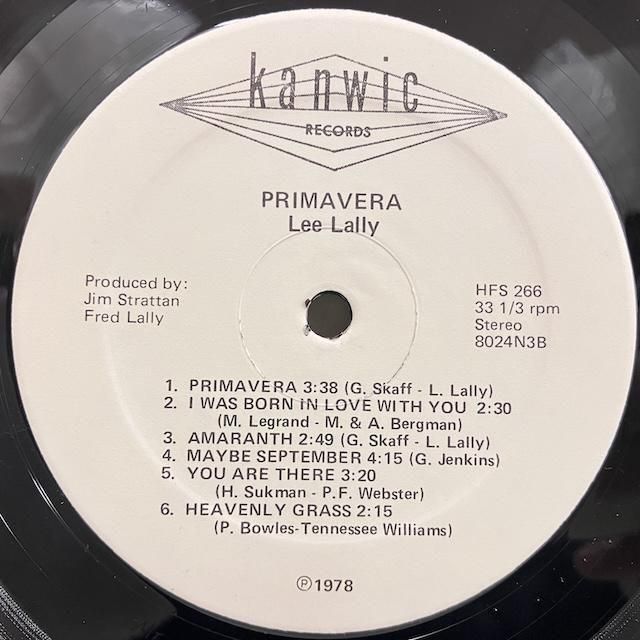 kanwic
RECORDS
PRIMAVERA
Lee Lally
Produced by:
Jim Strattan
Fred Lally
HFS 266
33 1/3 rpm
Stereo
8024N3B
1. PRIMAVERA 3:38 (G. Skaff - L. Lally)
2. I WAS BORN IN LOVE WITH YOU 2:30
(M. Legrand - M. & A. Bergman)
3. AMARANTH 2:49 (G. Skaff - L. Lally)
4. MAYBE SEPTEMBER 4:15 (G. Jenkins)
5. YOU ARE THERE 3:20
(H. Sukman - P.F. Webster)
6. HEAVENLY GRASS 2:15
(P. Bowles-Tennessee Williams)
℗ 1978